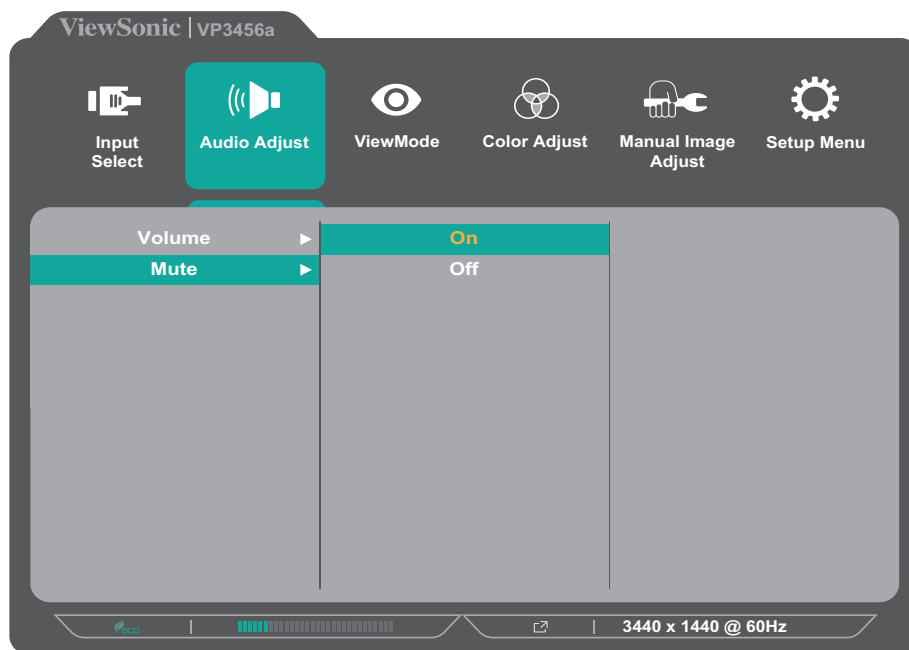 ViewSonic | VP3456a
Input Select
Audio Adjust
ViewMode
Color Adjust
Manual Image Adjust
Setup Menu
Volume ▶ On
Mute ▶ Off
eco | 3440 x 1440 @ 60Hz